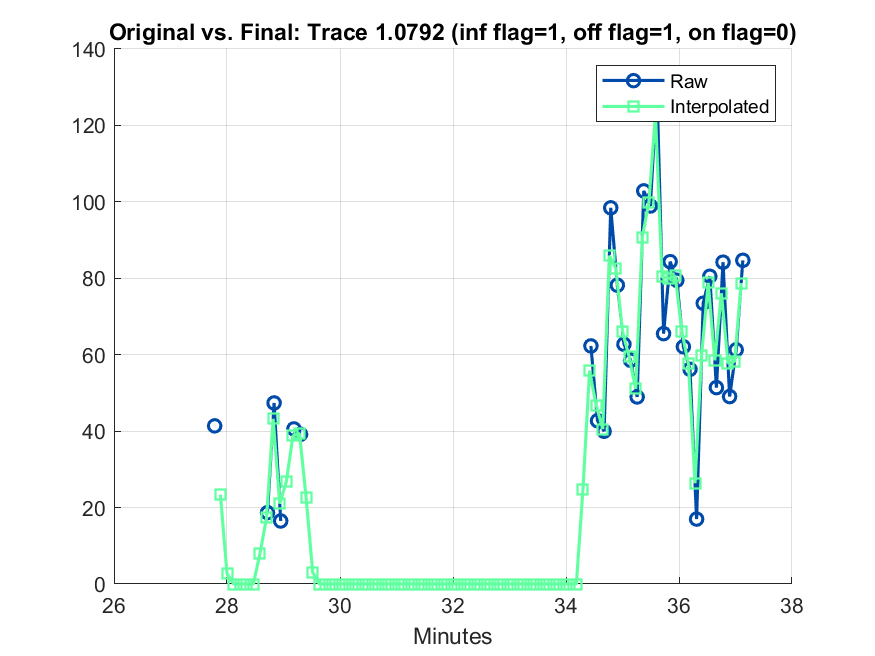 Original vs. Final: Trace 1.0792 (inf flag=1, off flag=1, on flag=0)
140
120
100
80
60
40
20
0
Raw
Interpolated
26 28 30 32 34 36 38
Minutes